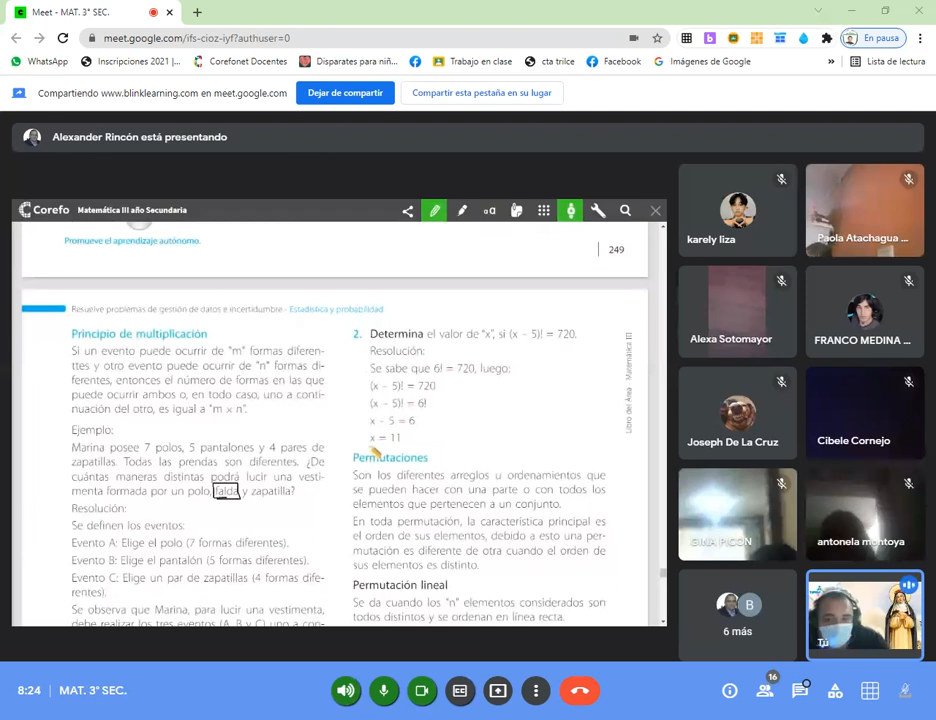 Meet - MAT. 3° SEC.
meet.google.com/ifs-cioz-iyf?authuser=0
En pausa
WhatsApp
Inscripciones 2021 |...
Corefonet Docentes
Disparates para niñ...
Trabajo en clase
cta trilce
Facebook
Imágenes de Google
»
Lista de lectura
Compartiendo www.blinklearning.com en meet.google.com
Dejar de compartir
Compartir esta pestaña en su lugar
Alexander Rincón está presentando
Corefo
Matemática III año Secundaria
Promueve el aprendizaje autónomo.
249
Resuelve problemas de gestión de datos e incertidumbre - Estadística y probabilidad
Principio de multiplicación
Si un evento puede ocurrir de "m" formas diferen-
ttes y otro evento puede ocurrir de "n" formas di-
ferentes, entonces el número de formas en las que
puede ocurrir ambos o, en todo caso, uno a conti-
nuación del otro, es igual a "m × n".
Ejemplo:
Marina posee 7 polos, 5 pantalones y 4 pares de
zapatillas. Todas las prendas son diferentes. ¿De
cuántas maneras distintas podrá lucir una vesti-
menta formada por un polo, falda y zapatilla?
Resolución:
Se definen los eventos:
Evento A: Elige el polo (7 formas diferentes).
Evento B: Elige el pantalón (5 formas diferentes).
Evento C: Elige un par de zapatillas (4 formas dife-
rentes).
Se observa que Marina, para lucir una vestimenta,
debe realizar los tres eventos (A, B y C) uno a con-
2. Determina el valor de "x", si (x - 5)! = 720.
Resolución:
Se sabe que 6! = 720, luego:
(x - 5)! = 720
(x - 5)! = 6!
x - 5 = 6
x = 11
Permutaciones
Son los diferentes arreglos u ordenamientos que
se pueden hacer con una parte o con todos los
elementos que pertenecen a un conjunto.
En toda permutación, la característica principal es
el orden de sus elementos, debido a esto una per-
mutación es diferente de otra cuando el orden de
sus elementos es distinto.
Permutación lineal
Se da cuando los "n" elementos considerados son
todos distintos y se ordenan en línea recta.
Libro del Área Matemática III
karely liza
Paola Atachagua ...
Alexa Sotomayor
FRANCO MEDINA ...
Joseph De La Cruz
Cibele Cornejo
GINA PICON
antonela montoya
B
6 más
Tú
8:24
MAT. 3° SEC.
16